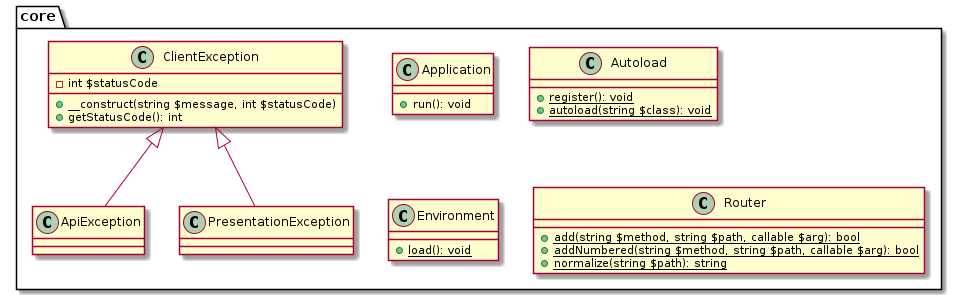 core
C ClientException
int $statusCode
__construct(string $message, int $statusCode)
getStatusCode(): int
C Application
run(): void
C Autoload
register(): void
autoload(string $class): void
C ApiException
C PresentationException
C Environment
load(): void
C Router
add(string $method, string $path, callable $arg): bool
addNumbered(string $method, string $path, callable $arg): bool
normalize(string $path): string